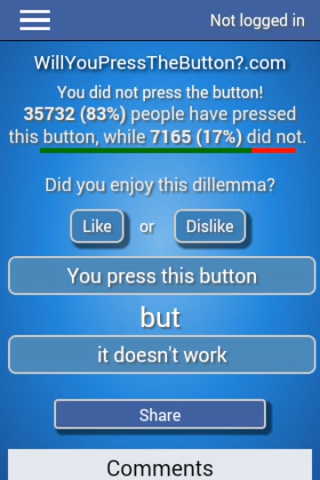 Not logged in
WillYouPressTheButton?.com
You did not press the button!
35732 (83%) people have pressed
this button, while 7165 (17%) did not.
Did you enjoy this dillemma?
Like or Dislike
You press this button
but
it doesn't work
Share
Comments